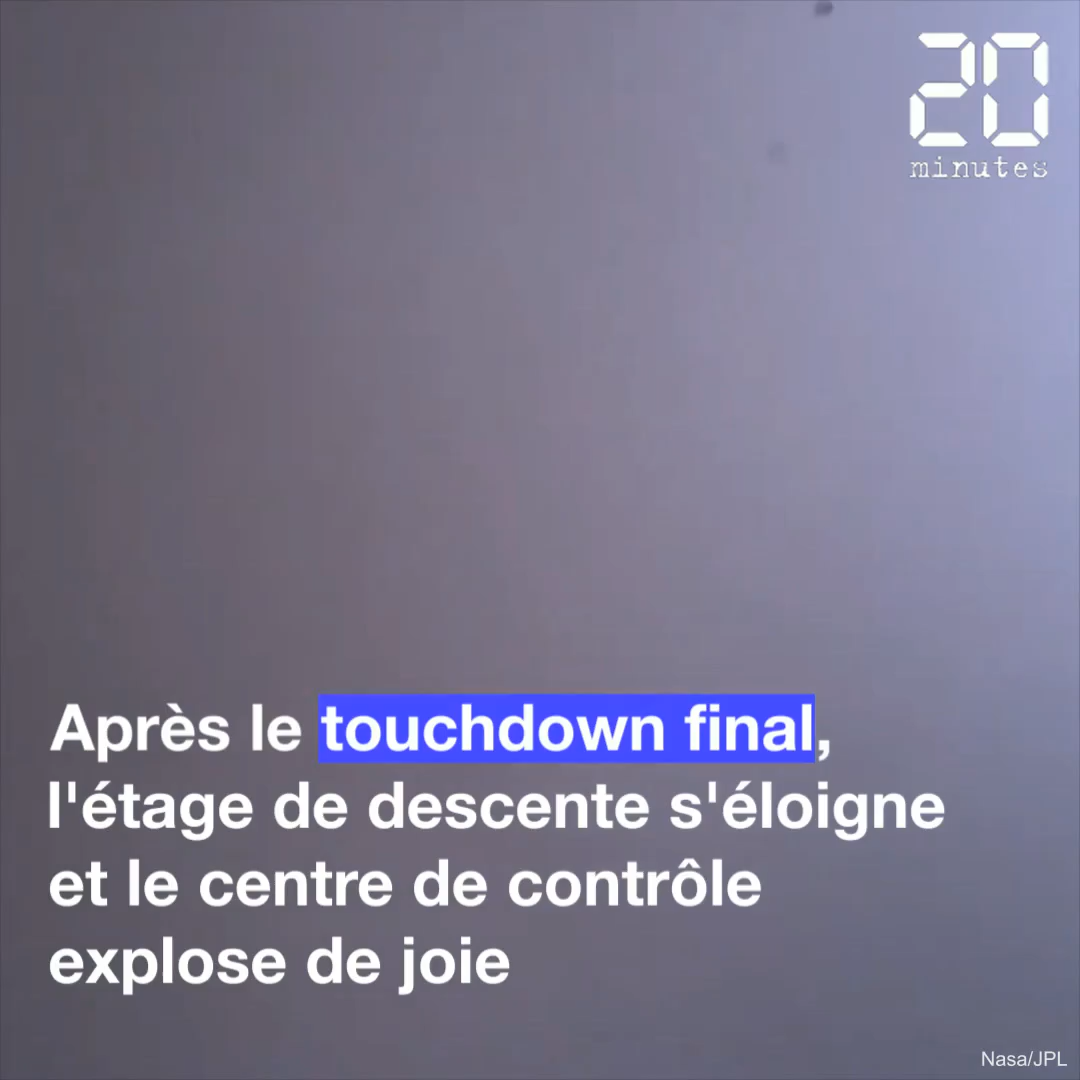 20
minutes
Après le touchdown final,
l'étage de descente s'éloigne
et le centre de contrôle
explose de joie
Nasa/JPL